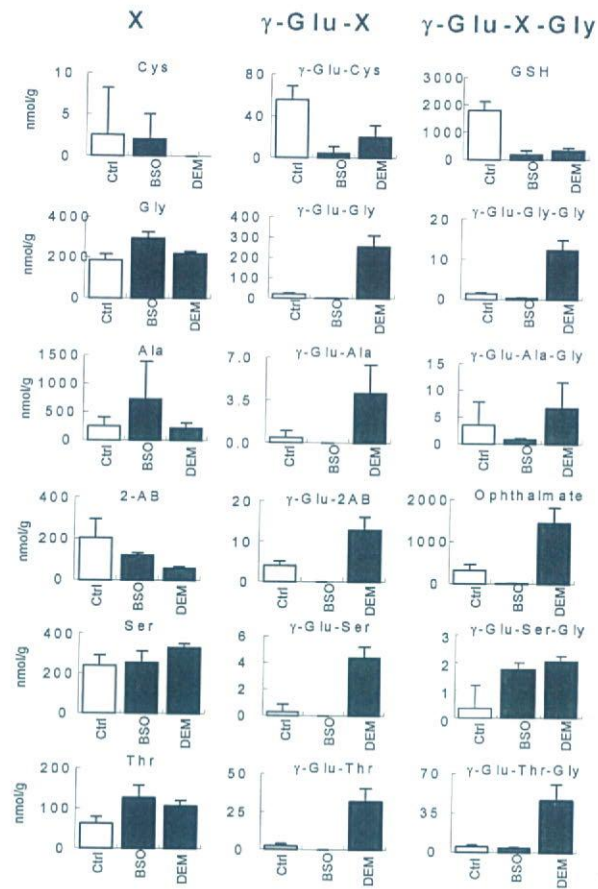 X γ-Glu-X γ-Glu-X-Gly
Cys γ-Glu-Cys GSH
nmol/g
10 80 3000
2000
5 40
1000
0 0 0
Ctrl BSO DEM Ctrl BSO DEM Ctrl BSO DEM
Gly γ-Glu-Gly γ-Glu-Gly-Gly
nmol/g
4000 400 20
300
2000 200 10
100
0 0 0
Ctrl BSO DEM Ctrl BSO DEM Ctrl BSO DEM
Ala γ-Glu-Ala γ-Glu-Ala-Gly
nmol/g
1500 7.0 15
1000 10
3.5
500 5
0 0.0 0
Ctrl BSO DEM Ctrl BSO DEM Ctrl BSO DEM
2-AB γ-Glu-2AB Ophthalmate
nmol/g
400 20 2000
200 10 1000
0 0 0
Ctrl BSO DEM Ctrl BSO DEM Ctrl BSO DEM
Ser γ-Glu-Ser γ-Glu-Ser-Gly
nmol/g
400 6 3
4 2
200
2 1
0 0 0
Ctrl BSO DEM Ctrl BSO DEM Ctrl BSO DEM
Thr γ-Glu-Thr γ-Glu-Thr-Gly
nmol/g
200 50 70
100 25 35
0 0 0
Ctrl BSO DEM Ctrl BSO DEM Ctrl BSO DEM